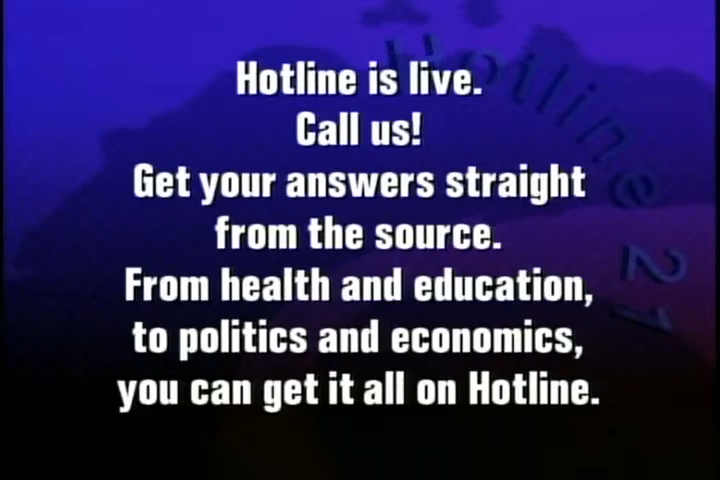 Hotline is live.
Call us!
Get your answers straight
from the source.
From health and education,
to politics and economics,
you can get it all on Hotline.
Hotline 21